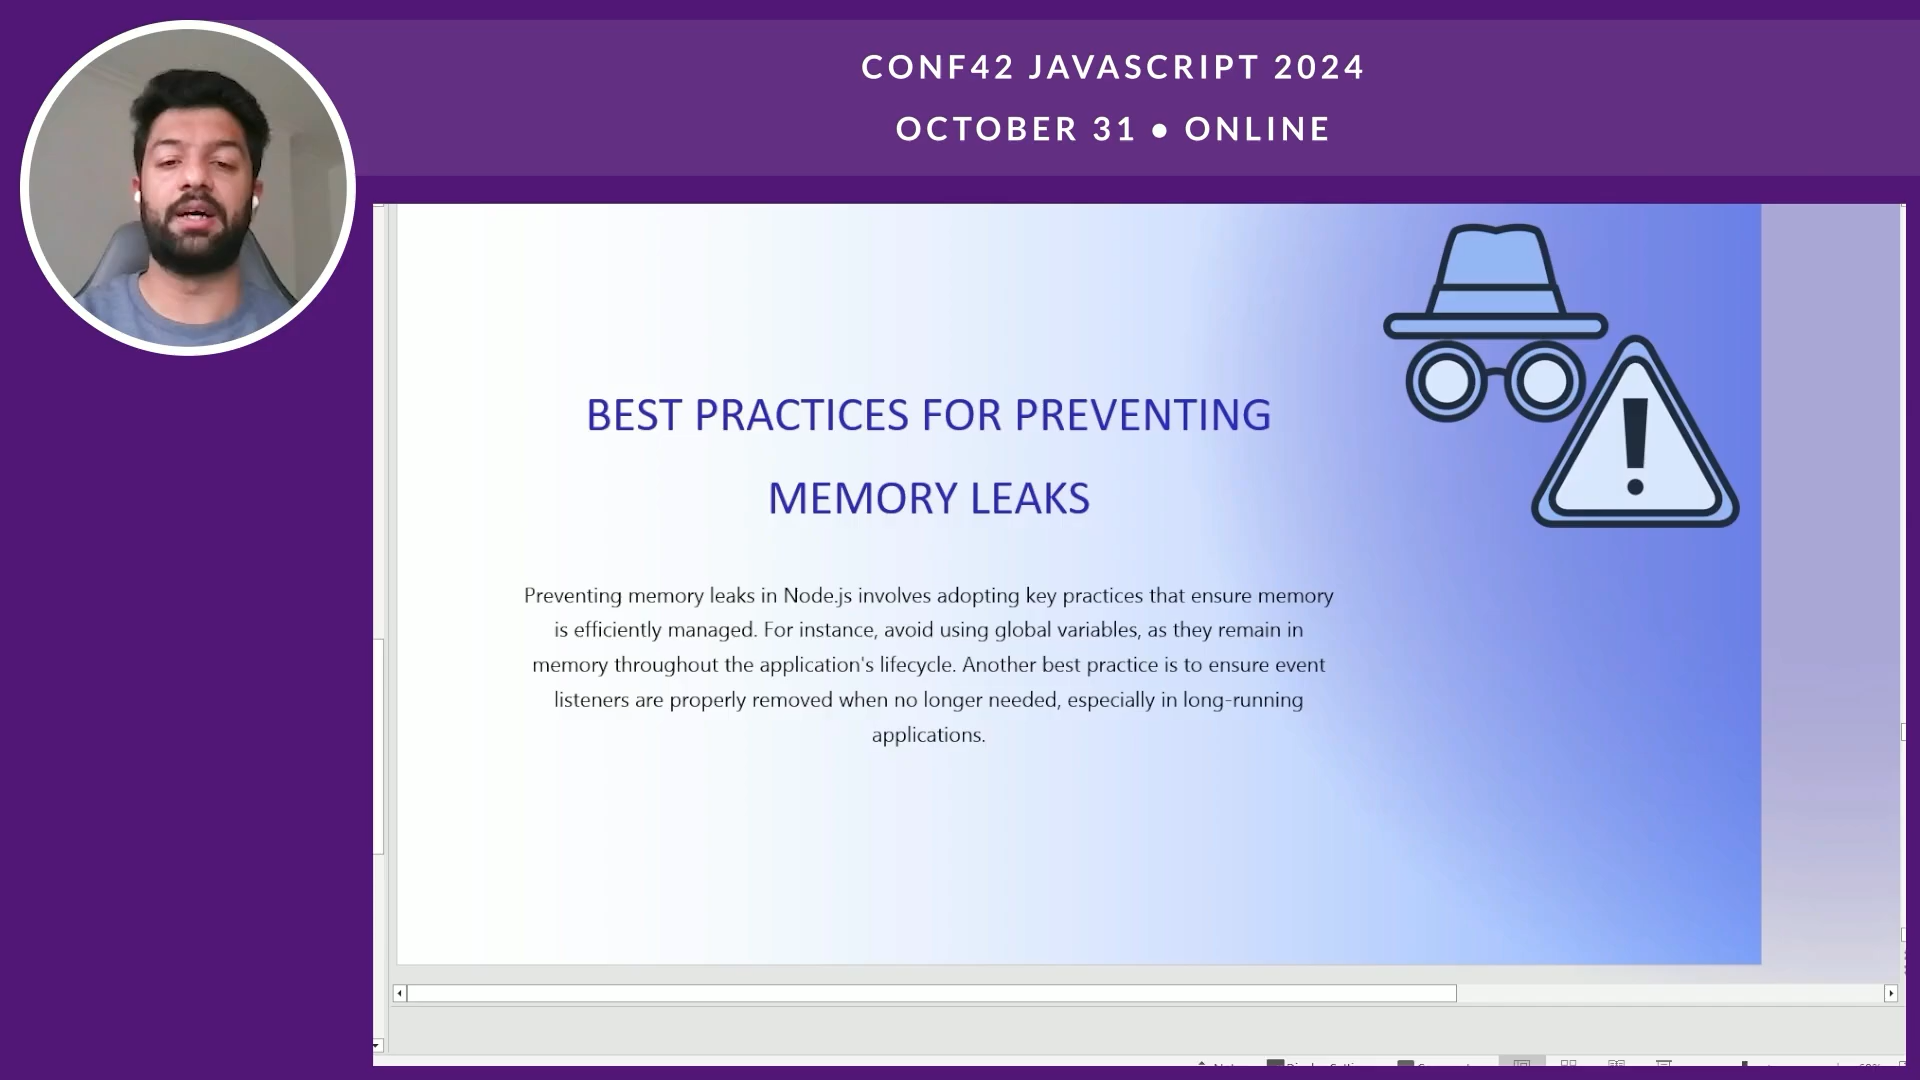 CONF42 JAVASCRIPT 2024
OCTOBER 31 • ONLINE
BEST PRACTICES FOR PREVENTING
MEMORY LEAKS
Preventing memory leaks in Node.js involves adopting key practices that ensure memory
is efficiently managed. For instance, avoid using global variables, as they remain in
memory throughout the application's lifecycle. Another best practice is to ensure event
listeners are properly removed when no longer needed, especially in long-running
applications.